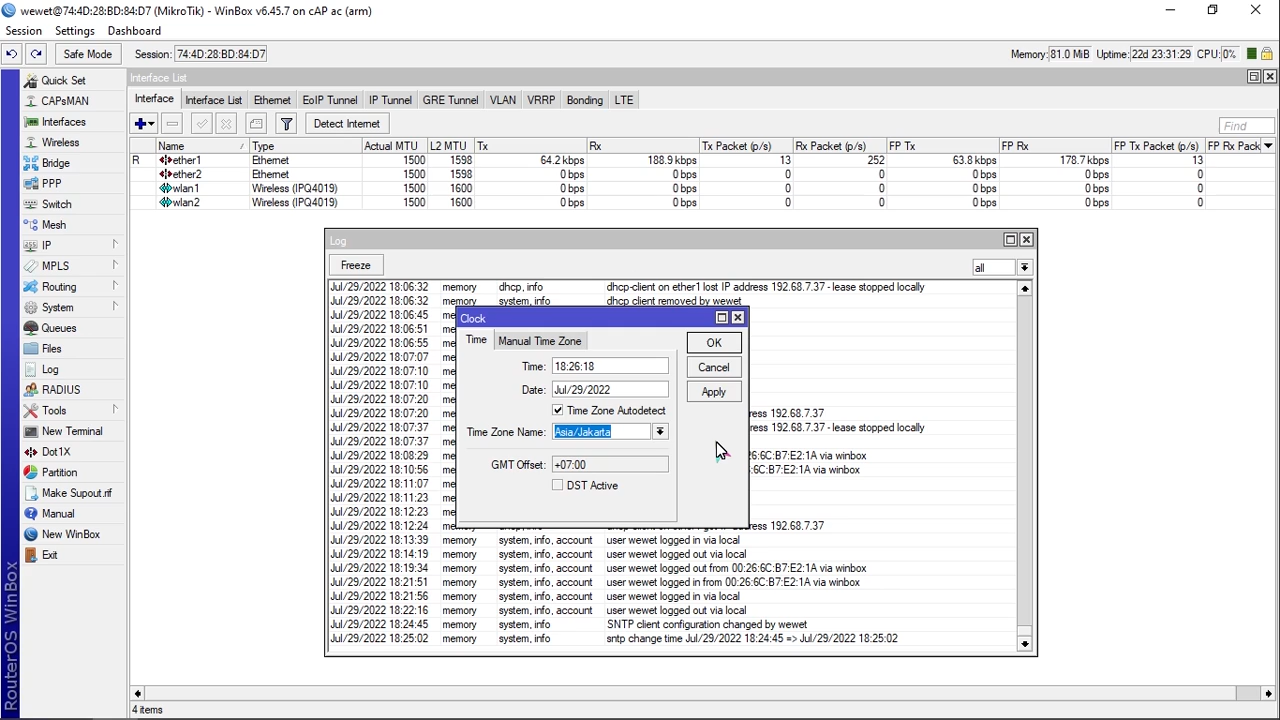 wewet@74:4D:28:BD:84:D7 (MikroTik) - WinBox v6.45.7 on cAP ac (arm)
Session Settings Dashboard
Safe Mode Session: 74:4D:28:BD:84:D7 Memory: 81.0 MiB Uptime: 22d 23:31:29 CPU: 0%
Quick Set
CAPsMAN
Interfaces
Wireless
Bridge
PPP
Switch
Mesh
IP
MPLS
Routing
System
Queues
Files
Log
RADIUS
Tools
New Terminal
Dot1X
Partition
Make Supout.rif
Manual
New WinBox
Exit
RouterOS WinBox
Interface List
Interface Interface List Ethernet EoIP Tunnel IP Tunnel GRE Tunnel VLAN VRRP Bonding LTE
Detect Internet Find
Name Type Actual MTU L2 MTU Tx Rx Tx Packet (p/s) Rx Packet (p/s) FP Tx FP Rx FP Tx Packet (p/s) FP Rx Pack
R ether1 Ethernet 1500 1598 64.2 kbps 188.9 kbps 13 252 63.8 kbps 178.7 kbps 13
ether2 Ethernet 1500 1598 0 bps 0 bps 0 0 0 bps 0 bps 0
wlan1 Wireless (IPQ4019) 1500 1600 0 bps 0 bps 0 0 0 bps 0 bps 0
wlan2 Wireless (IPQ4019) 1500 1600 0 bps 0 bps 0 0 0 bps 0 bps 0
Log
Freeze all
Jul/29/2022 18:06:32 memory dhcp, info dhcp-client on ether1 lost IP address 192.68.7.37 - lease stopped locally
Jul/29/2022 18:06:32 memory system, info dhcp client removed by wewet
Jul/29/2022 18:06:45
Jul/29/2022 18:06:51
Jul/29/2022 18:06:55
Jul/29/2022 18:07:07
Jul/29/2022 18:07:10
Jul/29/2022 18:07:10
Jul/29/2022 18:07:20
Jul/29/2022 18:07:20 192.68.7.37
Jul/29/2022 18:07:37
Jul/29/2022 18:07:37 192.68.7.37 - lease stopped locally
Jul/29/2022 18:08:29 :6C:B7:E2:1A via winbox
Jul/29/2022 18:10:56 :6C:B7:E2:1A via winbox
Jul/29/2022 18:11:07
Jul/29/2022 18:11:23
Jul/29/2022 18:12:23
Jul/29/2022 18:12:24 192.68.7.37
Jul/29/2022 18:13:39 memory system, info, account user wewet logged in via local
Jul/29/2022 18:14:19 memory system, info, account user wewet logged out via local
Jul/29/2022 18:19:34 memory system, info, account user wewet logged out from 00:26:6C:B7:E2:1A via winbox
Jul/29/2022 18:21:51 memory system, info, account user wewet logged in from 00:26:6C:B7:E2:1A via winbox
Jul/29/2022 18:21:56 memory system, info, account user wewet logged in via local
Jul/29/2022 18:22:16 memory system, info, account user wewet logged out via local
Jul/29/2022 18:24:45 memory system, info SNTP client configuration changed by wewet
Jul/29/2022 18:25:02 memory system, info sntp change time Jul/29/2022 18:24:45 => Jul/29/2022 18:25:02
Clock
Time Manual Time Zone
Time: 18:26:18
Date: Jul/29/2022
Time Zone Autodetect
Time Zone Name: Asia/Jakarta
GMT Offset: +07:00
DST Active
OK
Cancel
Apply
4 items